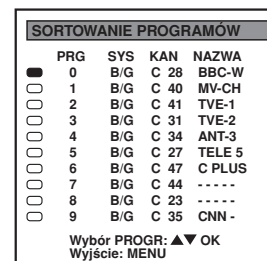 SORTOWANIE PROGRAMÓW
PRG SYS KAN NAZWA
0 B/G C 28 BBC-W
1 B/G C 40 MV-CH
2 B/G C 41 TVE-1
3 B/G C 31 TVE-2
4 B/G C 34 ANT-3
5 B/G C 27 TELE 5
6 B/G C 47 C PLUS
7 B/G C 44 - - - - -
8 B/G C 23 - - - - -
9 B/G C 35 CNN -
Wybór PROGR: ▲▼ OK
Wyjście: MENU